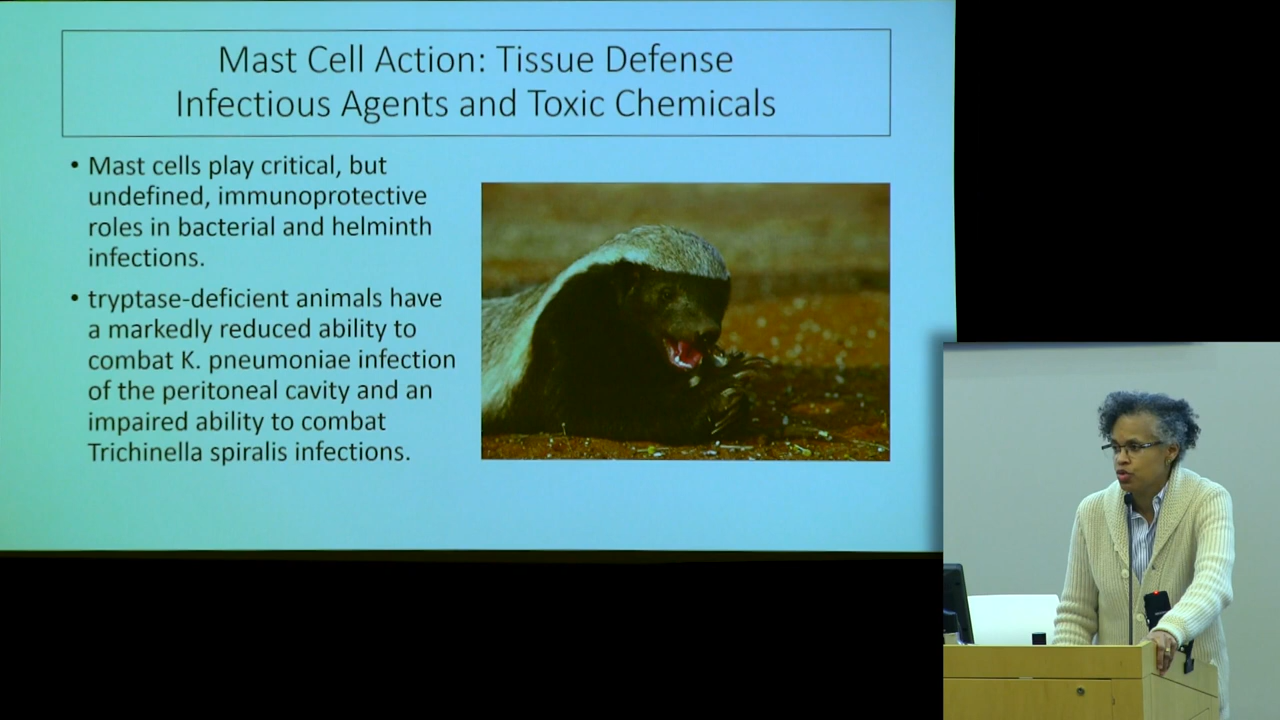 Mast Cell Action: Tissue Defense
Infectious Agents and Toxic Chemicals
• Mast cells play critical, but
undefined, immunoprotective
roles in bacterial and helminth
infections.
• tryptase-deficient animals have
a markedly reduced ability to
combat K. pneumoniae infection
of the peritoneal cavity and an
impaired ability to combat
Trichinella spiralis infections.